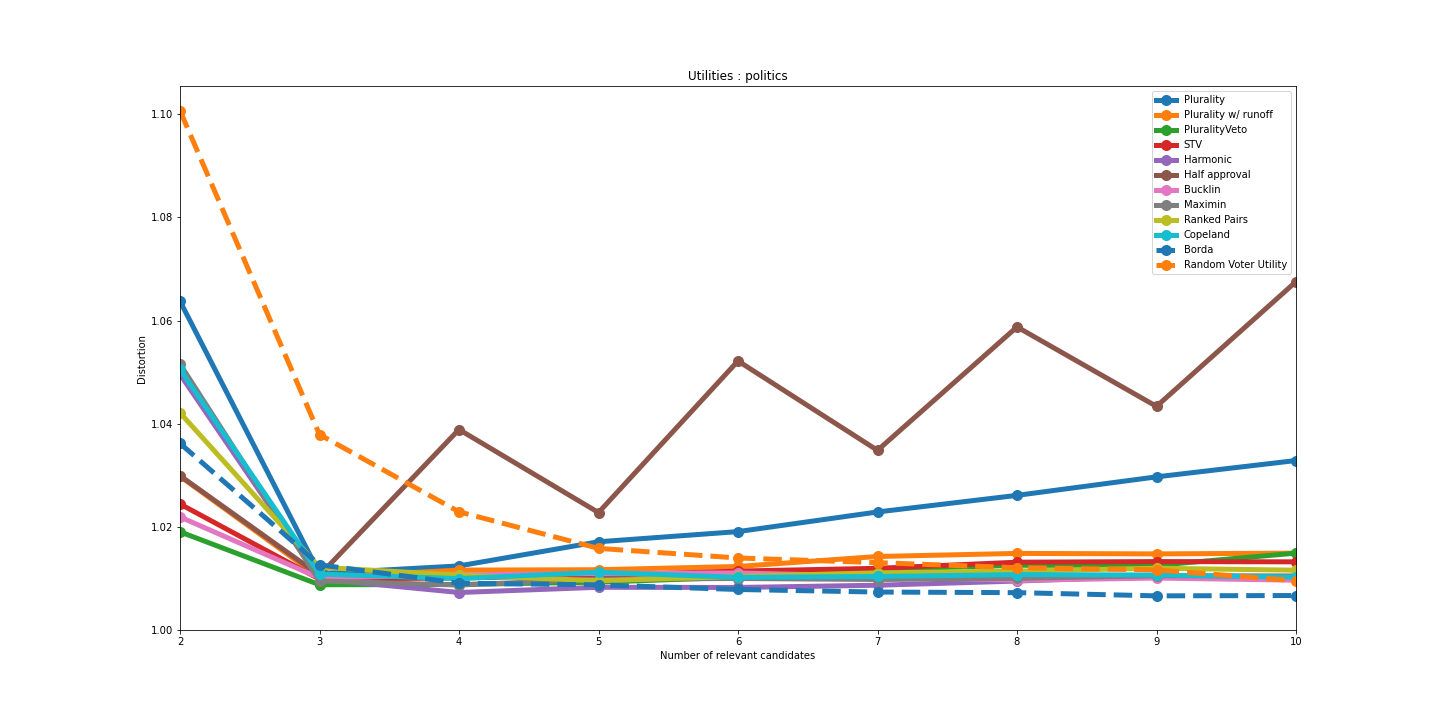 Utilities : politics
1.10
1.08
1.06
1.04
1.02
1.00
Distortion
2 3 4 5 6 7 8 9 10
Number of relevant candidates
Plurality
Plurality w/ runoff
PluralityVeto
STV
Harmonic
Half approval
Bucklin
Maximin
Ranked Pairs
Copeland
Borda
Random Voter Utility